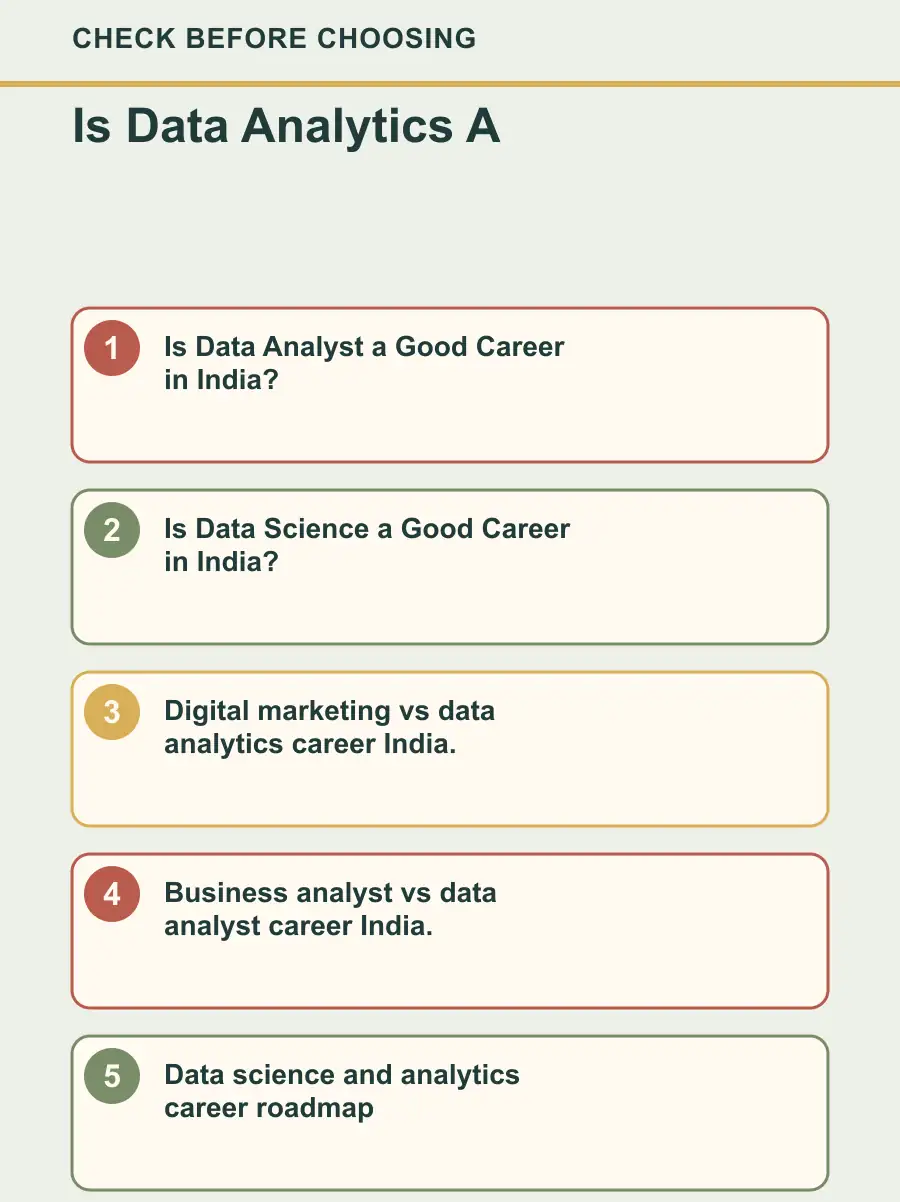 CHECK BEFORE CHOOSING
Is Data Analytics A
1
Is Data Analyst a Good Career
in India?
2
Is Data Science a Good Career
in India?
3
Digital marketing vs data
analytics career India.
4
Business analyst vs data
analyst career India.
5
Data science and analytics
career roadmap